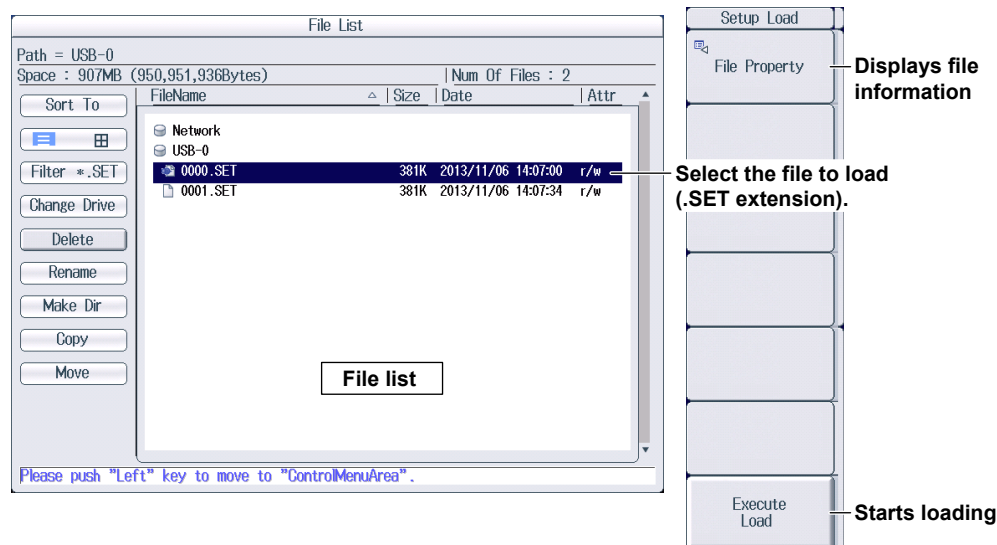 File List
Path = USB-0
Space : 907MB (950,951,936Bytes) Num Of Files : 2
FileName Size Date Attr
Network
USB-0
0000.SET 381K 2013/11/06 14:07:00 r/w
0001.SET 381K 2013/11/06 14:07:34 r/w
Sort To
Filter *.SET
Change Drive
Delete
Rename
Make Dir
Copy
Move
File list
Please push "Left" key to move to "ControlMenuArea".
Setup Load
File Property
Displays file
information
Select the file to load
(.SET extension).
Execute
Load
Starts loading